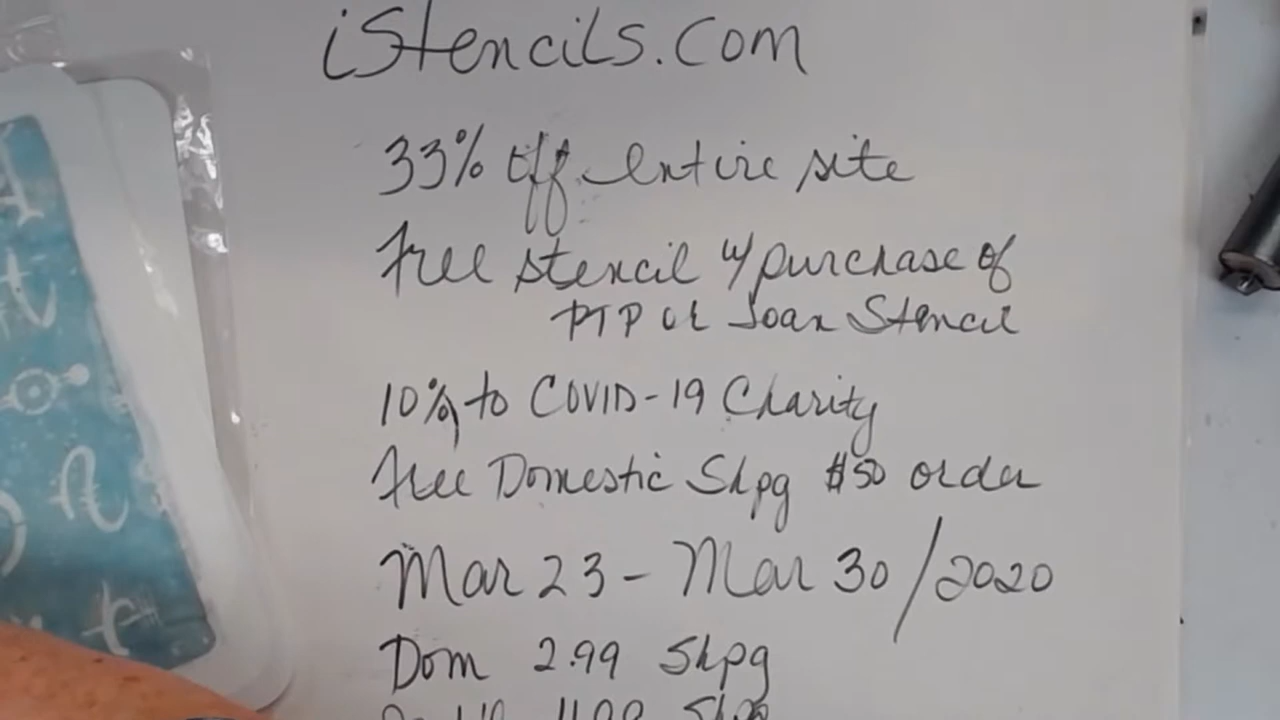 iStencils.com
33% off entire site
free stencil w/ purchase of
PTP or Joan Stencil
10% to COVID-19 Charity
free Domestic Shpg $50 order
Mar 23 - Mar 30/2020
Dom 2.99 Shpg
Shpg